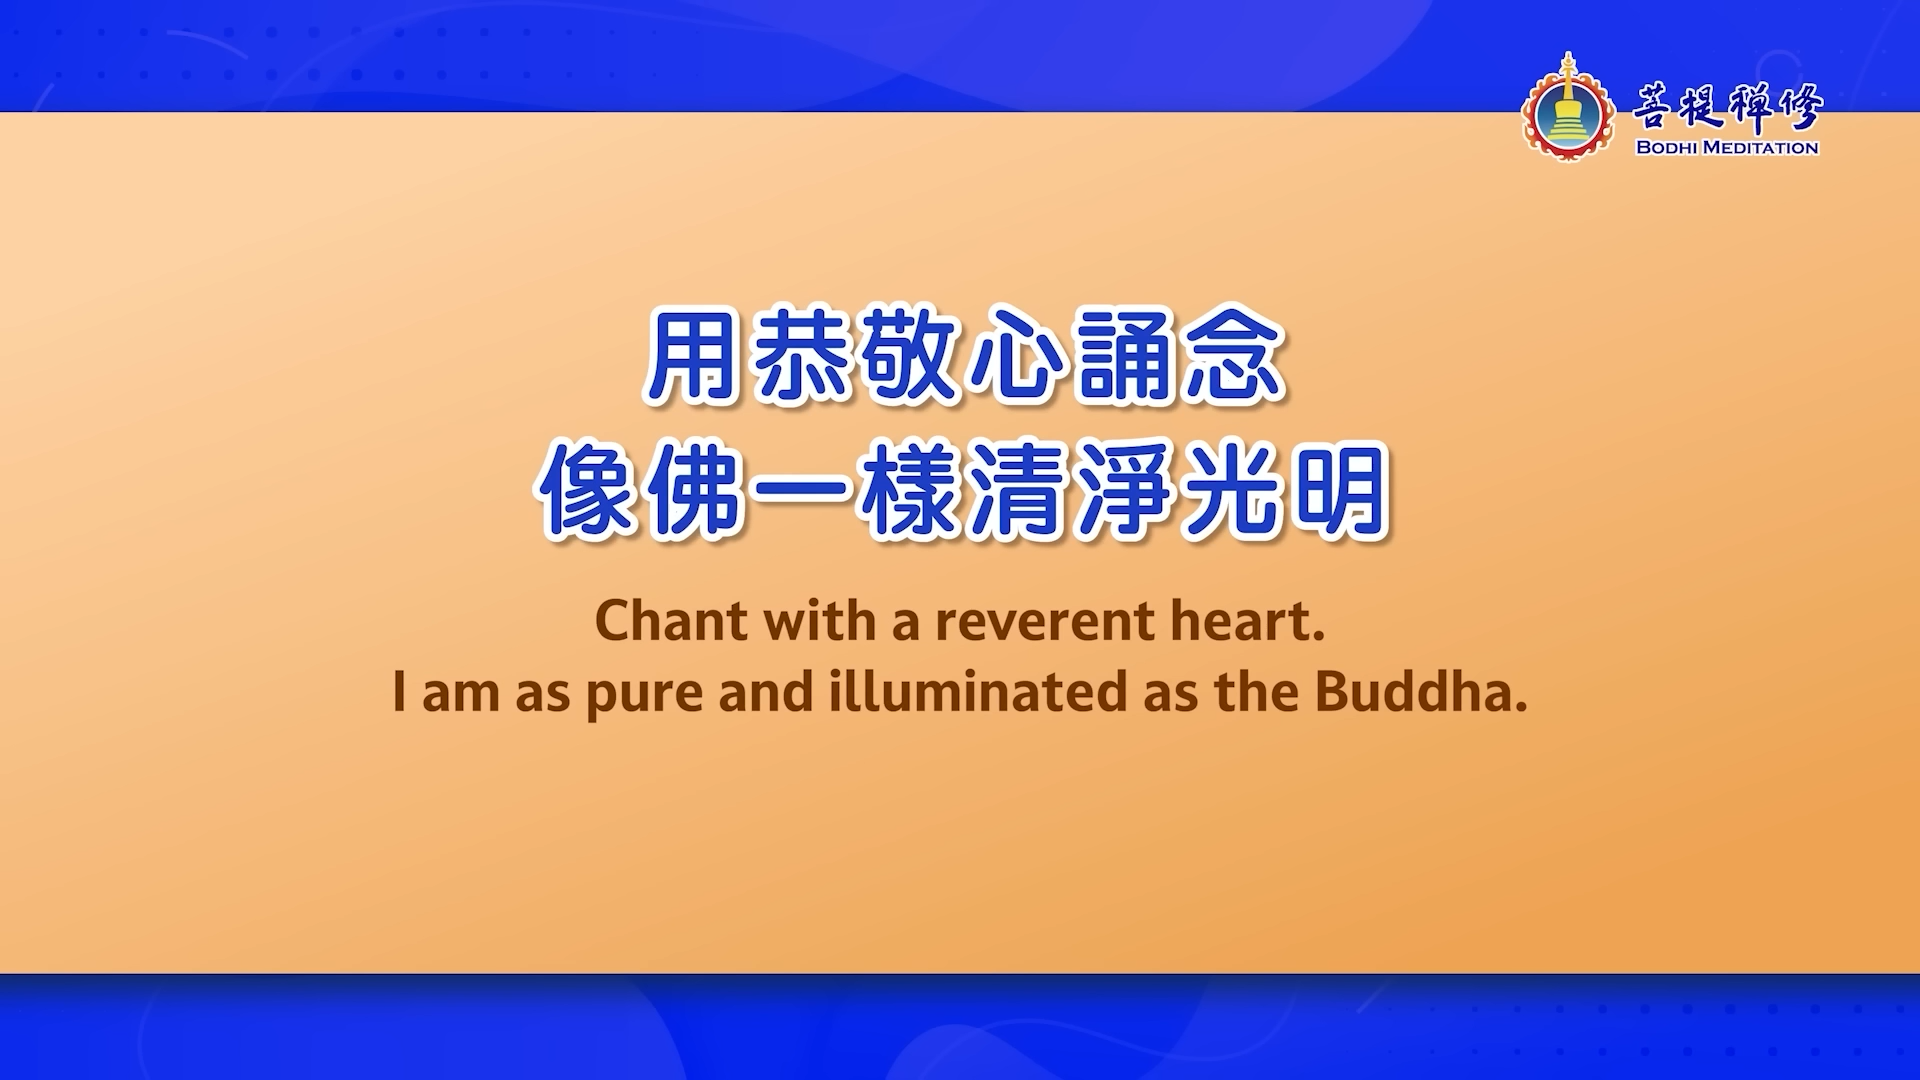 菩提禪修
BODHI MEDITATION
用恭敬心誦念
像佛一樣清淨光明
Chant with a reverent heart.
I am as pure and illuminated as the Buddha.